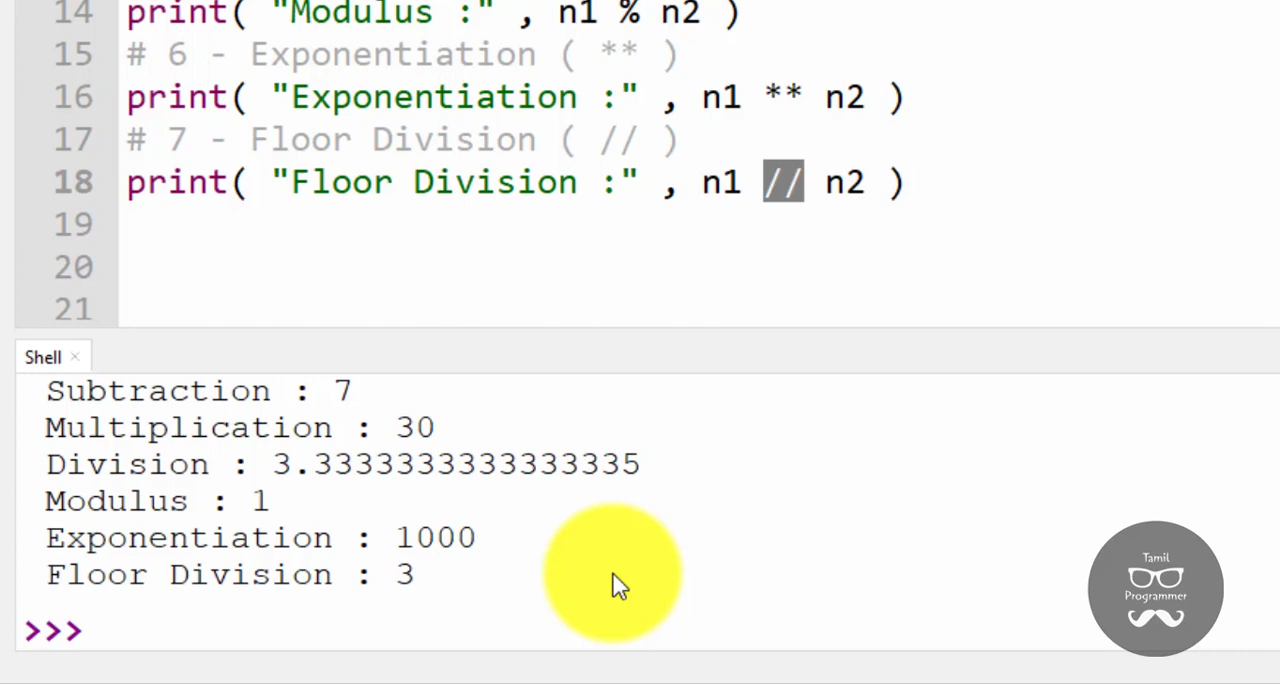 14 print( "Modulus :" , n1 % n2 )
15 # 6 - Exponentiation ( ** )
16 print( "Exponentiation :" , n1 ** n2 )
17 # 7 - Floor Division ( // )
18 print( "Floor Division :" , n1 // n2 )
19
20
21
Shell ×
Subtraction : 7
Multiplication : 30
Division : 3.3333333333333335
Modulus : 1
Exponentiation : 1000
Floor Division : 3
>>>
Tamil
Programmer